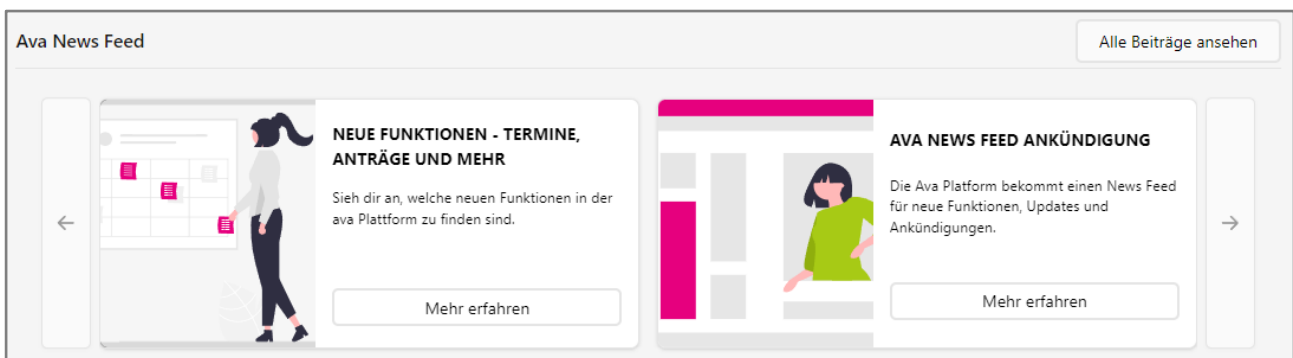 Ava News Feed
Alle Beiträge ansehen
NEUE FUNKTIONEN - TERMINE,
ANTRÄGE UND MEHR
Sieh dir an, welche neuen Funktionen in der
ava Plattform zu finden sind.
Mehr erfahren
AVA NEWS FEED ANKÜNDIGUNG
Die Ava Platform bekommt einen News Feed
für neue Funktionen, Updates und
Ankündigungen.
Mehr erfahren